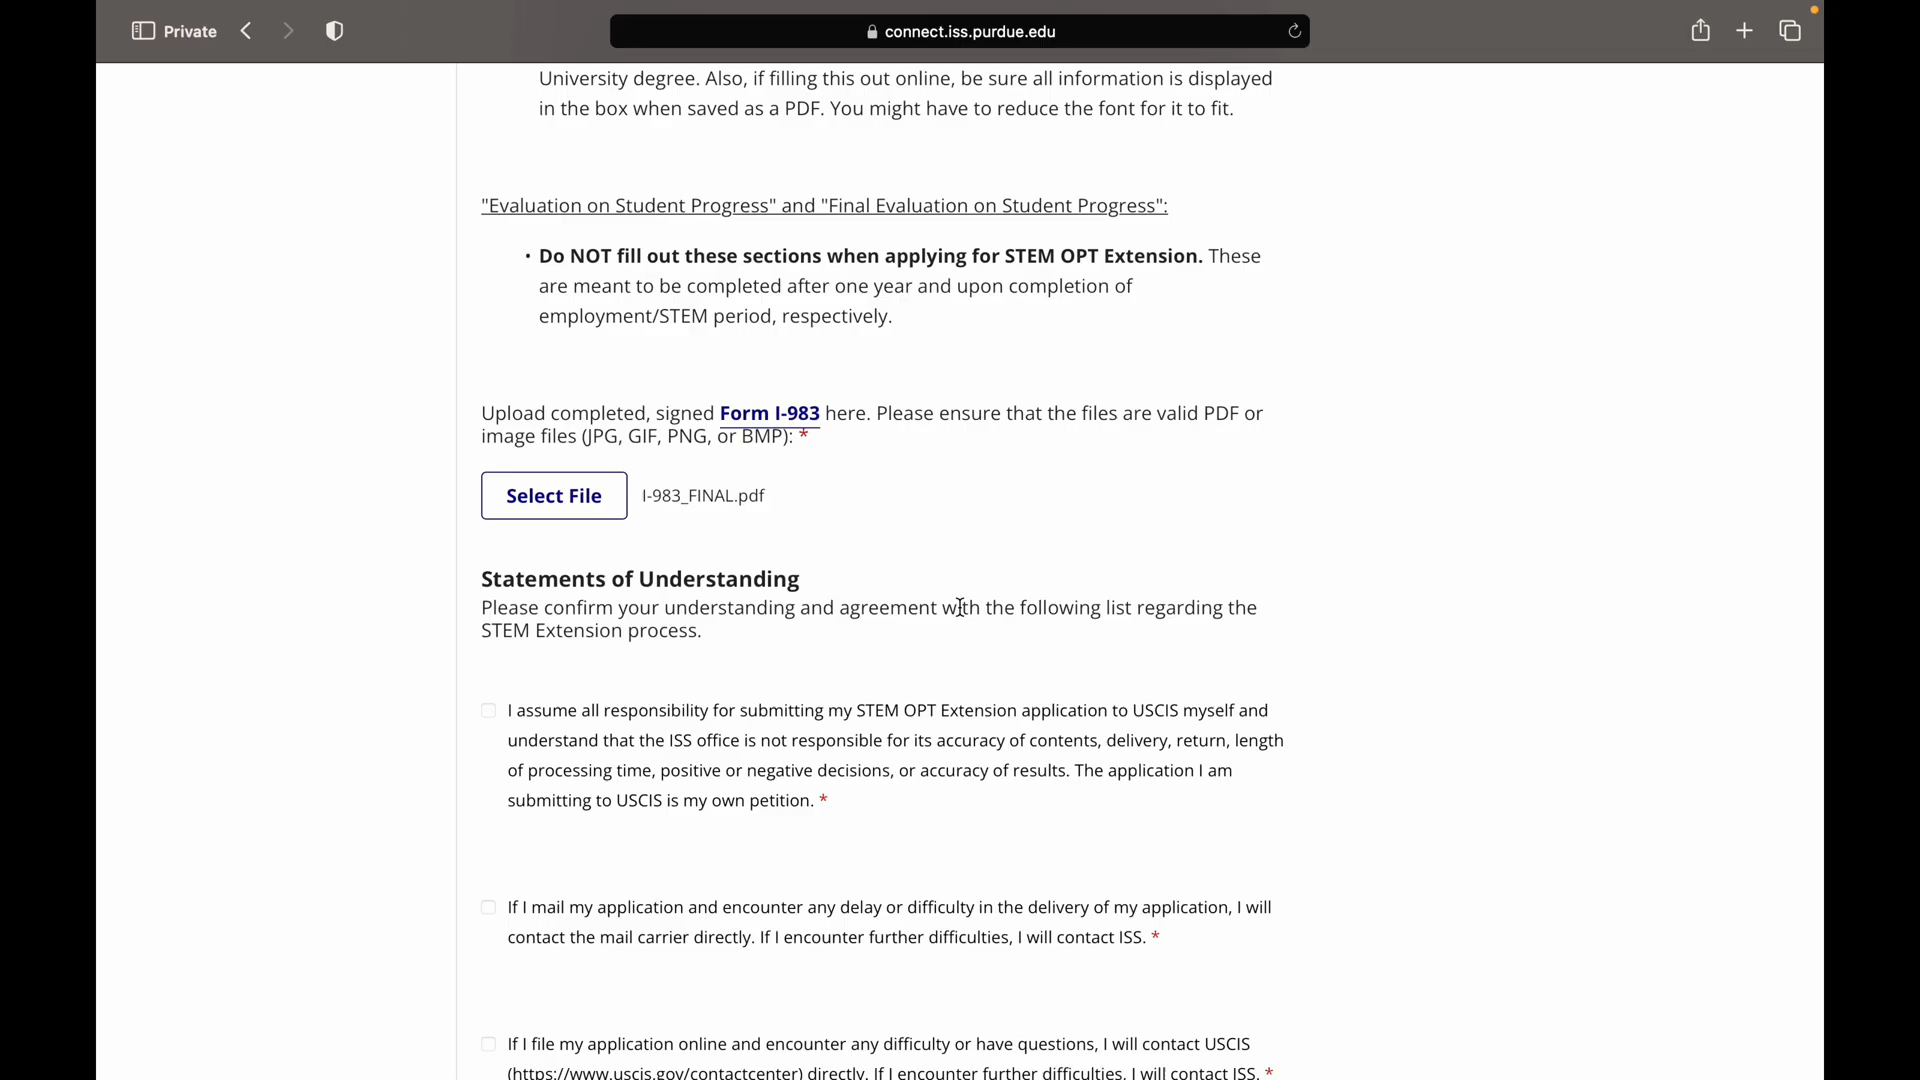 Private
connect.iss.purdue.edu
University degree. Also, if filling this out online, be sure all information is displayed
in the box when saved as a PDF. You might have to reduce the font for it to fit.
"Evaluation on Student Progress" and "Final Evaluation on Student Progress":
• Do NOT fill out these sections when applying for STEM OPT Extension. These
are meant to be completed after one year and upon completion of
employment/STEM period, respectively.
Upload completed, signed Form I-983 here. Please ensure that the files are valid PDF or
image files (JPG, GIF, PNG, or BMP): *
Select File I-983_FINAL.pdf
Statements of Understanding
Please confirm your understanding and agreement with the following list regarding the
STEM Extension process.
I assume all responsibility for submitting my STEM OPT Extension application to USCIS myself and
understand that the ISS office is not responsible for its accuracy of contents, delivery, return, length
of processing time, positive or negative decisions, or accuracy of results. The application I am
submitting to USCIS is my own petition. *
If I mail my application and encounter any delay or difficulty in the delivery of my application, I will
contact the mail carrier directly. If I encounter further difficulties, I will contact ISS. *
If I file my application online and encounter any difficulty or have questions, I will contact USCIS
(https://www.uscis.gov/contactcenter) directly. If I encounter further difficulties, I will contact ISS. *